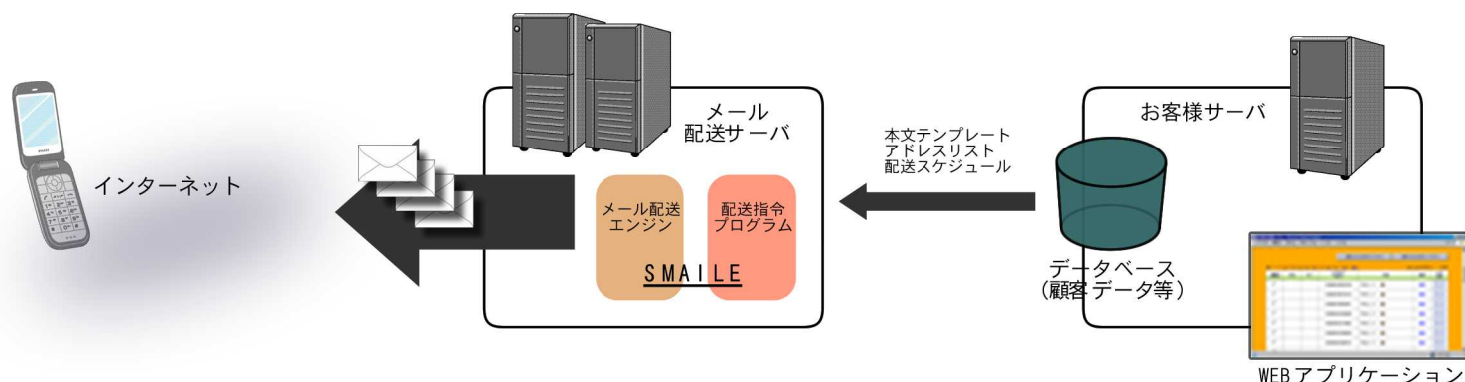 インターネット
メール
配送サーバ
メール配送
エンジン
配送指令
プログラム
SMAILE
本文テンプレート
アドレスリスト
配送スケジュール
お客様サーバ
データベース
（顧客データ等）
WEBアプリケーション